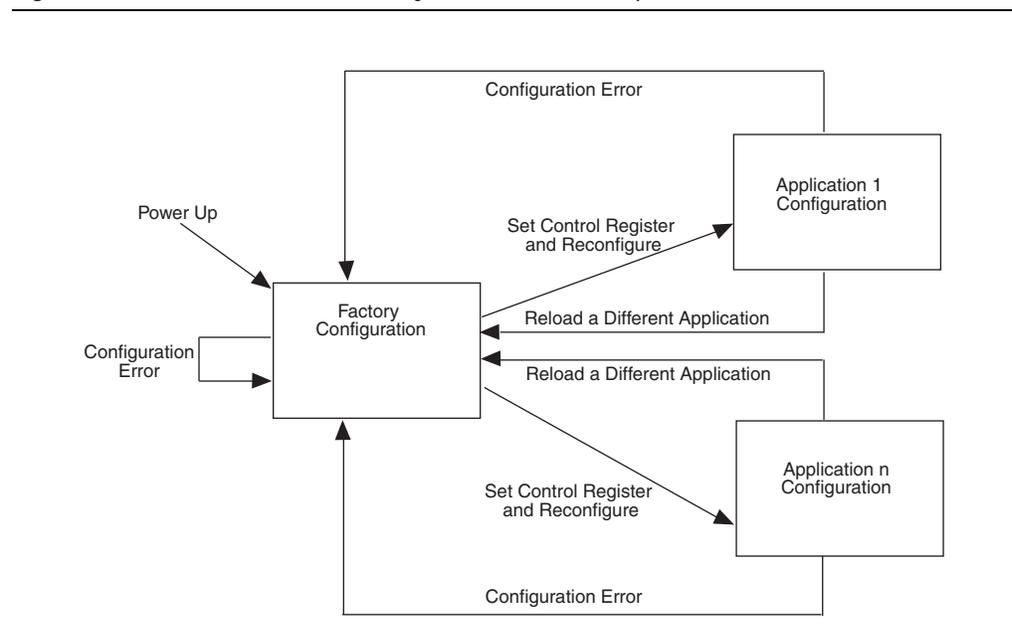 Configuration Error
Application 1
Configuration
Power Up
Set Control Register
and Reconfigure
Factory
Configuration
Reload a Different Application
Configuration
Error
Reload a Different Application
Application n
Configuration
Set Control Register
and Reconfigure
Configuration Error